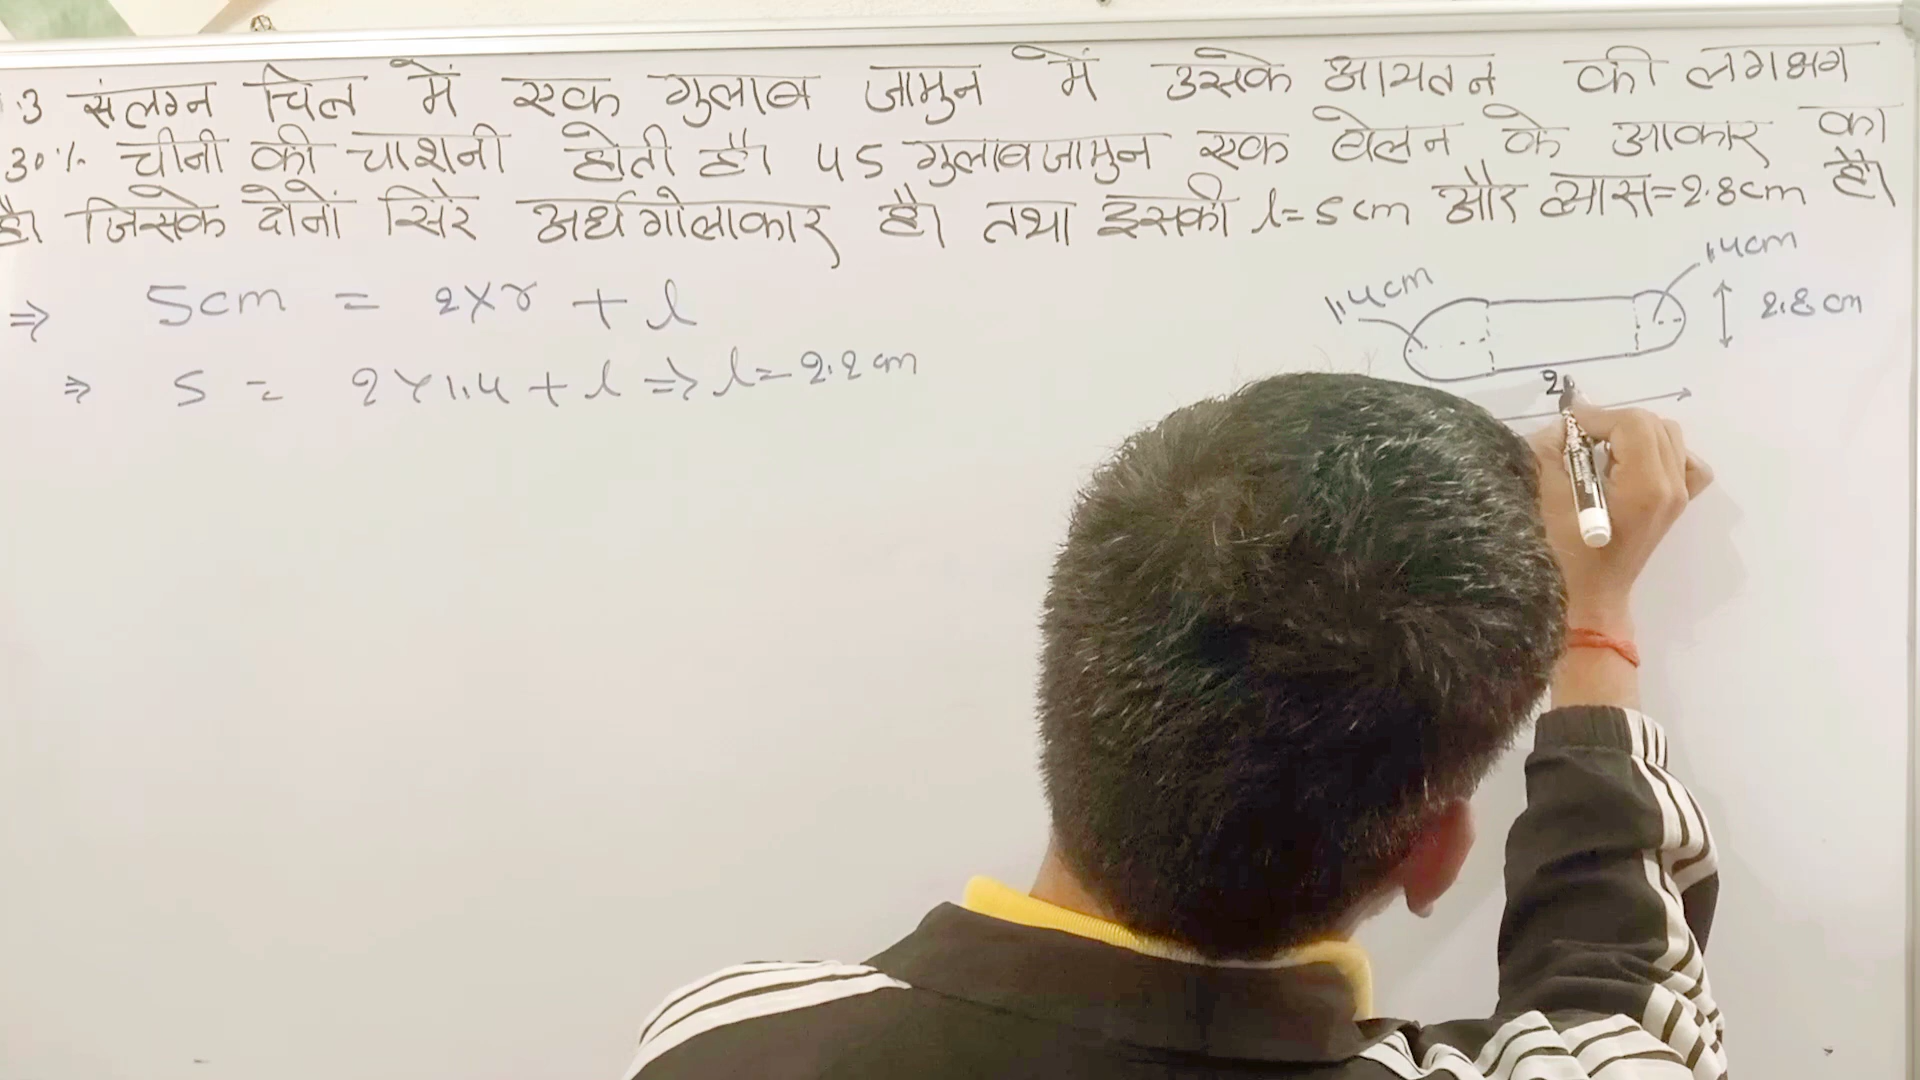 .3 संलग्न चित्र में एक गुलाब जामुन में उसके आयतन की लगभग
30% चीनी की चाशनी होती है। 45 गुलाबजामुन एक बेलन के आकार का
है। जिसके दोनों सिरे अर्धगोलाकार है। तथा इसकी l=5cm और व्यास=2.8cm है।
1.4cm
1.4cm
2.8cm
⇒ 5cm = 2×r + l
⇒ 5 = 2×1.4 + l ⇒ l=2.2cm
2